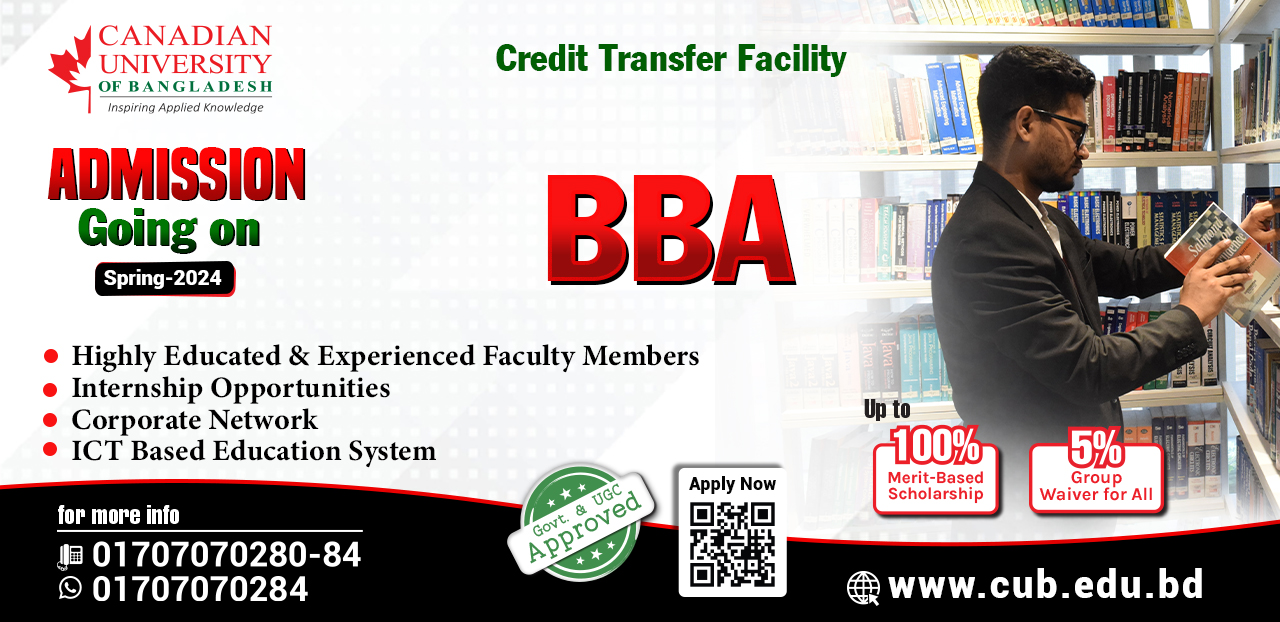 CANADIAN
UNIVERSITY
OF BANGLADESH
Inspiring Applied Knowledge
Credit Transfer Facility
ADMISSION
Going on
Spring-2024
BBA
Highly Educated & Experienced Faculty Members
Internship Opportunities
Corporate Network
ICT Based Education System
Up to
100%
Merit-Based
Scholarship
5%
Group
Waiver for All
for more info
01707070280-84
01707070284
Govt. & UGC
Approved
Apply Now
www.cub.edu.bd